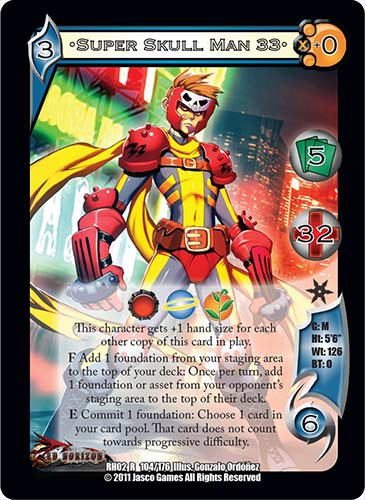 3
•Super Skull Man 33•
X +0
5
32
G: M
Ht: 5'6"
Wt: 126
BT: 0
6
This character gets +1 hand size for each
other copy of this card in play.
F Add 1 foundation from your staging
area to the top of your deck: Once per turn, add
1 foundation or asset from your opponent's
staging area to the top of their deck.
E Commit 1 foundation: Choose 1 card in
your card pool. That card does not count
towards progressive difficulty.
Red Horizon
RH02 R 104/176 Illus. Gonzalo Ordóñez
© 2011 Jasco Games All Rights Reserved